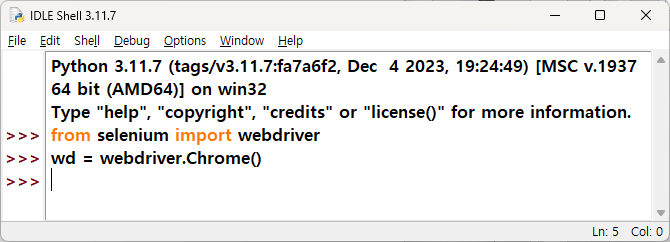 IDLE Shell 3.11.7
File Edit Shell Debug Options Window Help
Python 3.11.7 (tags/v3.11.7:fa7a6f2, Dec  4 2023, 19:24:49) [MSC v.1937
64 bit (AMD64)] on win32
Type "help", "copyright", "credits" or "license()" for more information.
>>> from selenium import webdriver
>>> wd = webdriver.Chrome()
>>>
Ln: 5 Col: 0